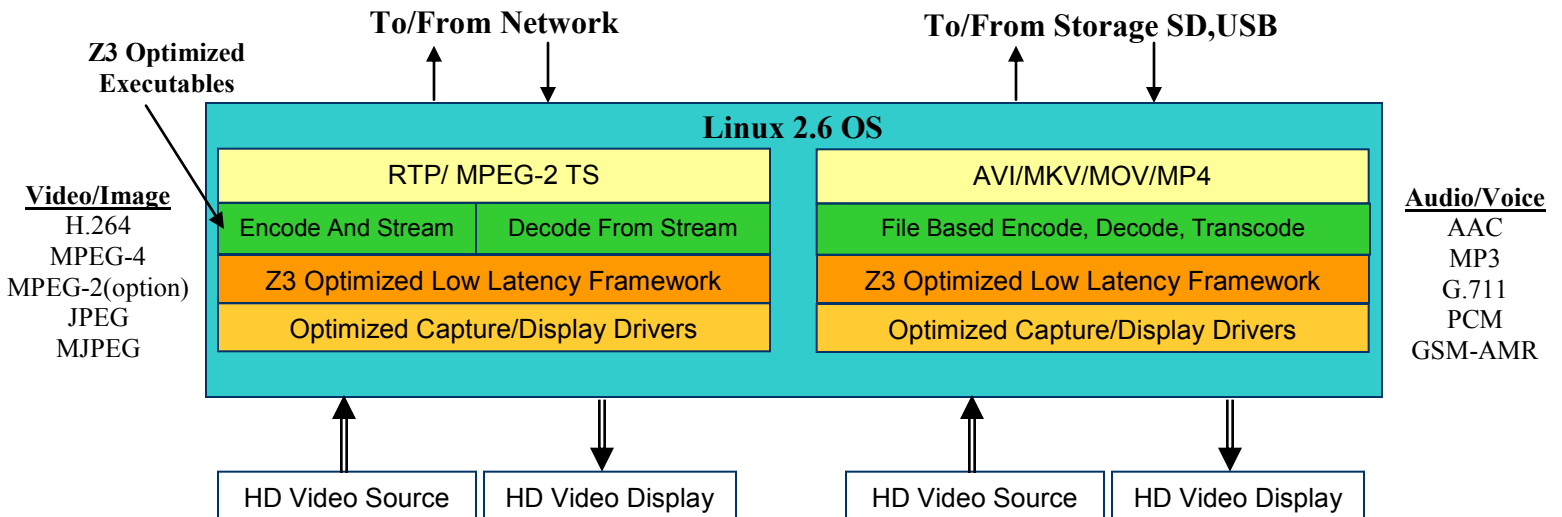 To/From Network
To/From Storage SD,USB
Z3 Optimized
Executables
Linux 2.6 OS
RTP/ MPEG-2 TS
AVI/MKV/MOV/MP4
Video/Image
H.264
MPEG-4
MPEG-2(option)
JPEG
MJPEG
Encode And Stream
Decode From Stream
File Based Encode, Decode, Transcode
Audio/Voice
AAC
MP3
G.711
PCM
GSM-AMR
Z3 Optimized Low Latency Framework
Z3 Optimized Low Latency Framework
Optimized Capture/Display Drivers
Optimized Capture/Display Drivers
HD Video Source
HD Video Display
HD Video Source
HD Video Display